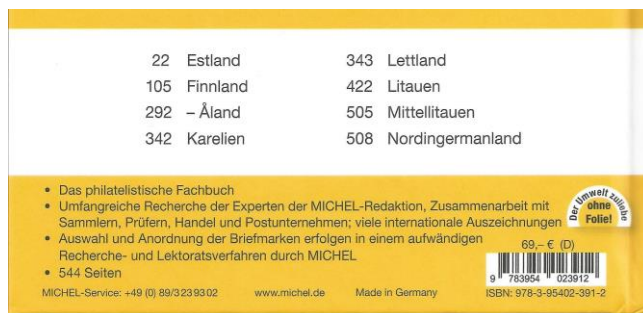 22 Estland
105 Finnland
292 – Åland
342 Karelien
343 Lettland
422 Litauen
505 Mittellitauen
508 Nordingermanland
• Das philatelistische Fachbuch
• Umfangreiche Recherche der Experten der MICHEL-Redaktion, Zusammenarbeit mit
Sammlern, Prüfern, Handel und Postunternehmen; viele internationale Auszeichnungen
• Auswahl und Anordnung der Briefmarken erfolgen in einem aufwändigen
Recherche- und Lektoratsverfahren durch MICHEL
• 544 Seiten
Der Umwelt zuliebe
ohne
Folie!
69,– € (D)
9 783954 023912
MICHEL-Service: +49 (0) 89/3 23 93 02 www.michel.de Made in Germany ISBN: 978-3-95402-391-2